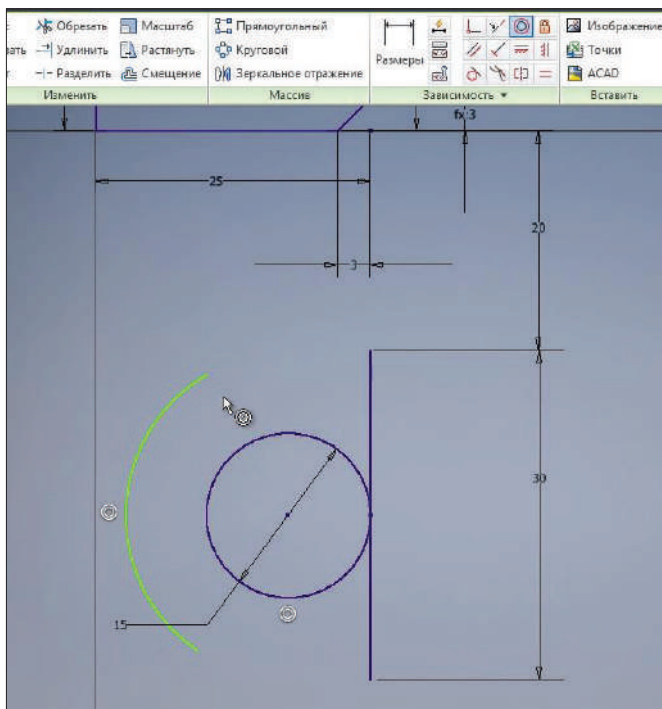 Обрезать
Масштаб
Прямоугольный
Изображение
Удлинить
Растянуть
Круговой
Размеры
Точки
Разделить
Смещение
Зеркальное отражение
ACAD
Изменить
Массив
Зависимость
Вставить
fx:3
25
20
3
30
15